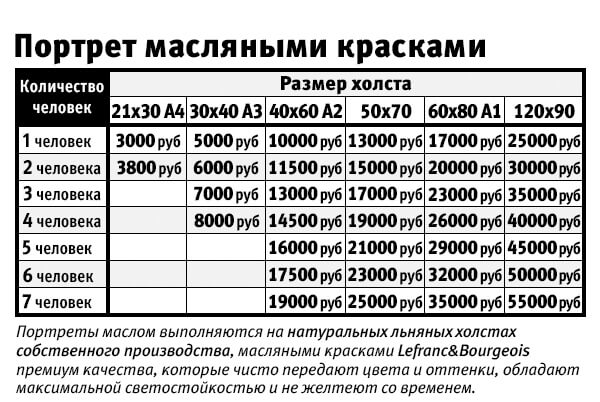 Портрет масляными красками
Количество человек Размер холста
21x30 A4 30x40 A3 40x60 A2 50x70 60x80 A1 120x90
1 человек 3000 руб 5000 руб 10000 руб 13000 руб 17000 руб 25000 руб
2 человека 3800 руб 6000 руб 11500 руб 15000 руб 20000 руб 30000 руб
3 человека 7000 руб 13000 руб 17000 руб 23000 руб 35000 руб
4 человека 8000 руб 14500 руб 19000 руб 26000 руб 40000 руб
5 человек 16000 руб 21000 руб 29000 руб 45000 руб
6 человек 17500 руб 23000 руб 32000 руб 50000 руб
7 человек 19000 руб 25000 руб 35000 руб 55000 руб
Портреты маслом выполняются на натуральных льняных холстах
собственного производства, масляными красками Lefranc&Bourgeois
премиум качества, которые чисто передают цвета и оттенки, обладают
максимальной светостойкостью и не желтеют со временем.